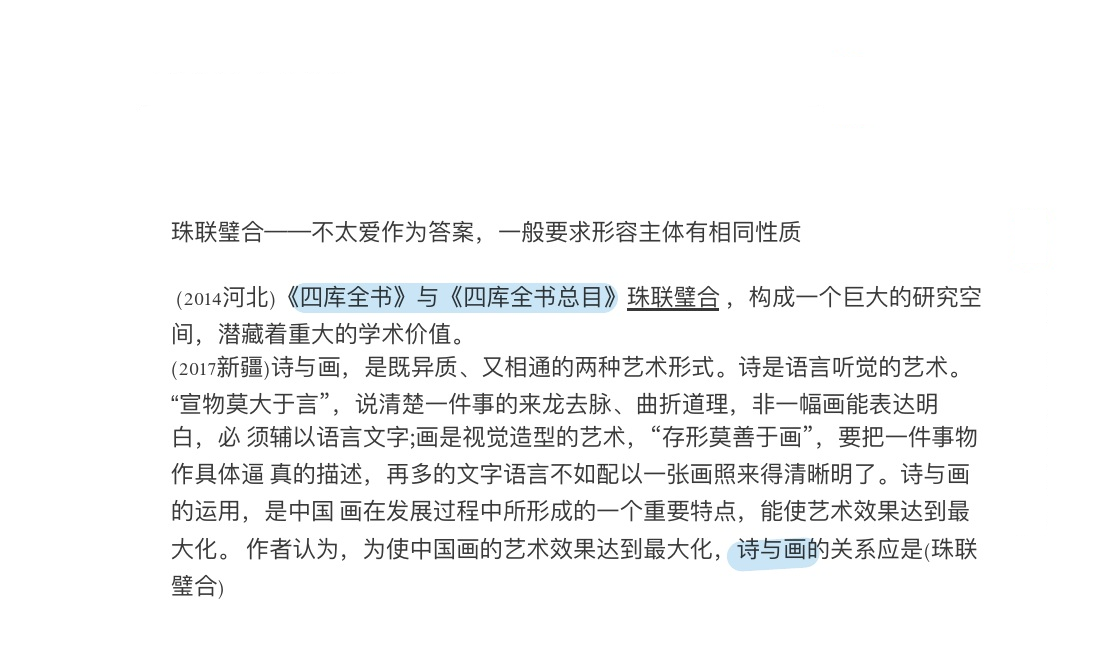 珠联璧合——不太爱作为答案，一般要求形容主体有相同性质
(2014河北)《四库全书》与《四库全书总目》 珠联璧合 ，构成一个巨大的研究空
间，潜藏着重大的学术价值。
(2017新疆)诗与画，是既异质、又相通的两种艺术形式。诗是语言听觉的艺术。
“宣物莫大于言”，说清楚一件事的来龙去脉、曲折道理，非一幅画能表达明
白，必 须辅以语言文字;画是视觉造型的艺术，“存形莫善于画”，要把一件事物
作具体逼 真的描述，再多的文字语言不如配以一张画照来得清晰明了。诗与画
的运用，是中国 画在发展过程中所形成的一个重要特点，能使艺术效果达到最
大化。 作者认为，为使中国画的艺术效果达到最大化，诗与画的关系应是(珠联
璧合)